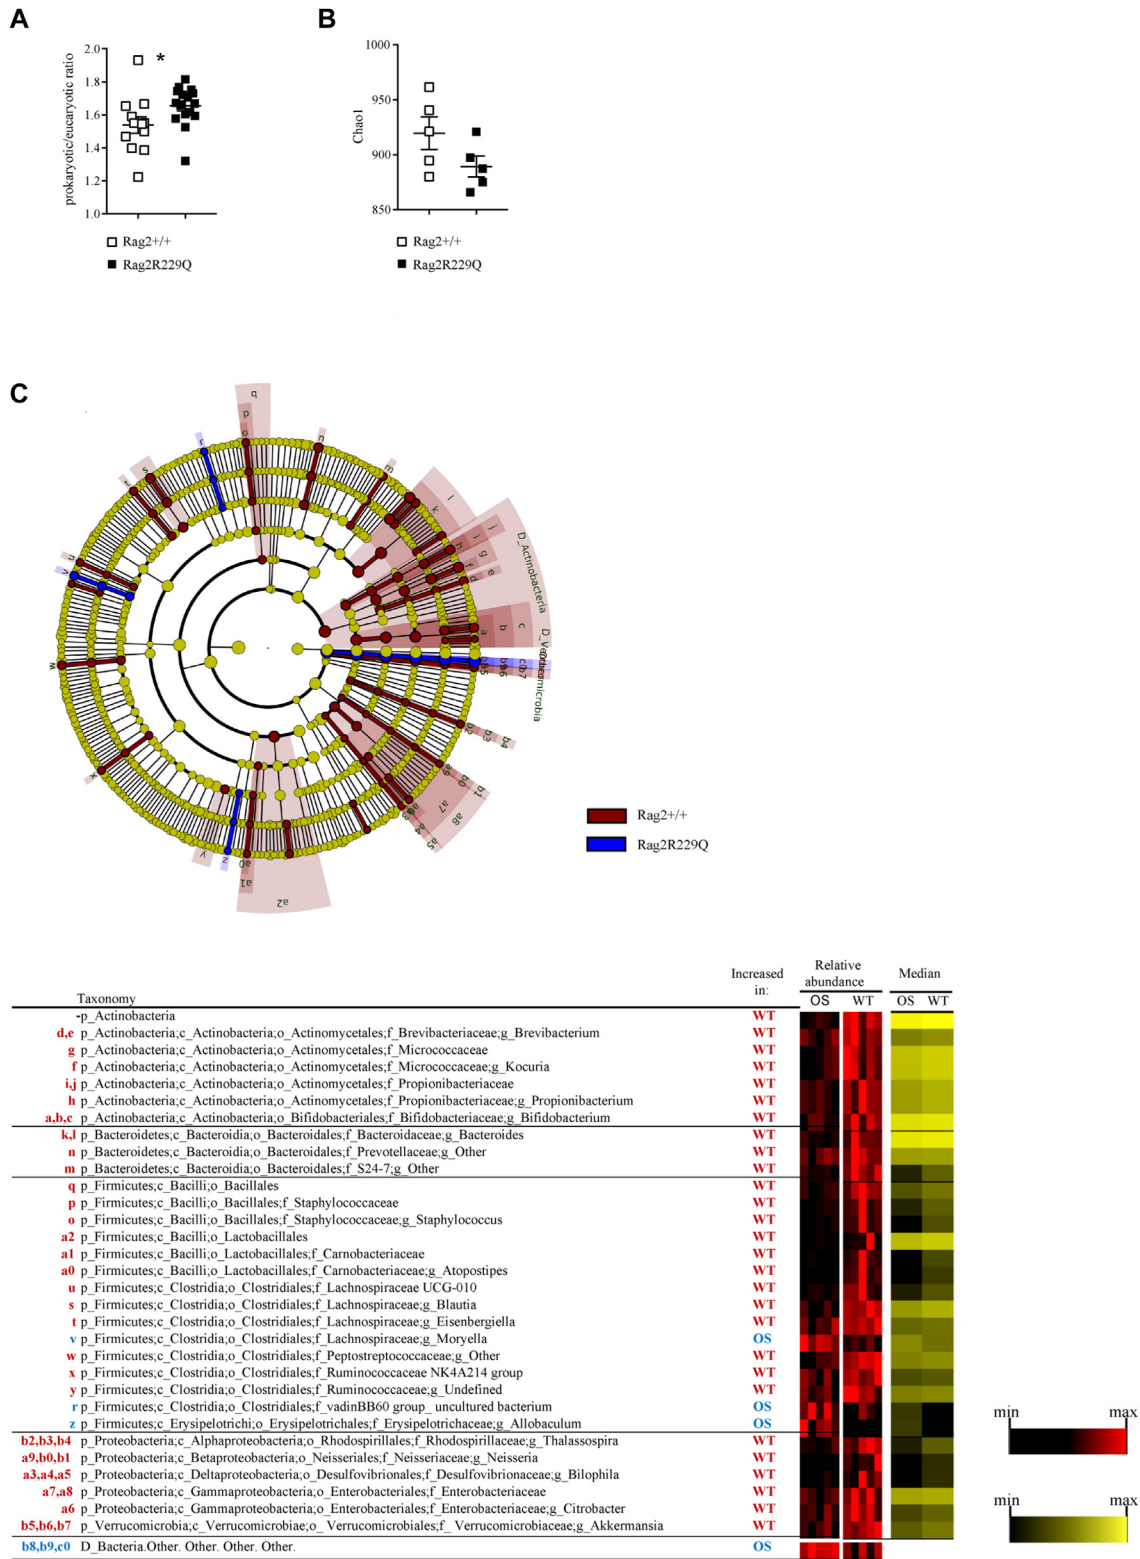 A
B
2.0
1.8
1.6
1.4
1.2
1.0
prokaryotic/eucaryotic ratio
*
Rag2+/+
Rag2R229Q
1000
950
900
850
Chao1
Rag2+/+
Rag2R229Q
C
q
p
o
r
n
m
s
t
l
k
j
i
h
g
f
e
d
D_Actinobacteria
u
v
c
b
a
w
b2
b3
b4
x
a9
b0
b1
a7
a8
a4
a5
y
z
a0
a1
a2
Rag2+/+
Rag2R229Q
Taxonomy
Increased in:
Relative abundance
Median
OS WT OS WT
-p_Actinobacteria WT
d,e p_Actinobacteria;c_Actinobacteria;o_Actinomycetales;f_Brevibacteriaceae;g_Brevibacterium WT
g p_Actinobacteria;c_Actinobacteria;o_Actinomycetales;f_Micrococcaceae WT
f p_Actinobacteria;c_Actinobacteria;o_Actinomycetales;f_Micrococcaceae;g_Kocuria WT
i,j p_Actinobacteria;c_Actinobacteria;o_Actinomycetales;f_Propionibacteriaceae WT
h p_Actinobacteria;c_Actinobacteria;o_Actinomycetales;f_Propionibacteriaceae;g_Propionibacterium WT
a,b,c p_Actinobacteria;c_Actinobacteria;o_Bifidobacteriales;f_Bifidobacteriaceae;g_Bifidobacterium WT
k,l p_Bacteroidetes;c_Bacteroidia;o_Bacteroidales;f_Bacteroidaceae;g_Bacteroides WT
n p_Bacteroidetes;c_Bacteroidia;o_Bacteroidales;f_Prevotellaceae;g_Other WT
m p_Bacteroidetes;c_Bacteroidia;o_Bacteroidales;f_S24-7;g_Other WT
q p_Firmicutes;c_Bacilli;o_Bacillales WT
p p_Firmicutes;c_Bacilli;o_Bacillales;f_Staphylococcaceae WT
o p_Firmicutes;c_Bacilli;o_Bacillales;f_Staphylococcaceae;g_Staphylococcus WT
a2 p_Firmicutes;c_Bacilli;o_Lactobacillales WT
a1 p_Firmicutes;c_Bacilli;o_Lactobacillales;f_Carnobacteriaceae WT
a0 p_Firmicutes;c_Bacilli;o_Lactobacillales;f_Carnobacteriaceae;g_Atopostipes WT
u p_Firmicutes;c_Clostridia;o_Clostridiales;f_Lachnospiraceae UCG-010 WT
s p_Firmicutes;c_Clostridia;o_Clostridiales;f_Lachnospiraceae;g_Blautia WT
t p_Firmicutes;c_Clostridia;o_Clostridiales;f_Lachnospiraceae;g_Eisenbergiella WT
v p_Firmicutes;c_Clostridia;o_Clostridiales;f_Lachnospiraceae;g_Moryella OS
w p_Firmicutes;c_Clostridia;o_Clostridiales;f_Peptostreptococcaceae;g_Other WT
x p_Firmicutes;c_Clostridia;o_Clostridiales;f_Ruminococcaceae NK4A214 group WT
y p_Firmicutes;c_Clostridia;o_Clostridiales;f_Ruminococcaceae;g_Undefined WT
r p_Firmicutes;c_Clostridia;o_Clostridiales;f_vadinBB60 group_ uncultured bacterium OS
z p_Firmicutes;c_Erysipelotrichi;o_Erysipelotrichales;f_Erysipelotrichaceae;g_Allobaculum OS
b2,b3,b4 p_Proteobacteria;c_Alphaproteobacteria;o_Rhodospirillales;f_Rhodospirillaceae;g_Thalassospira WT
a9,b0,b1 p_Proteobacteria;c_Betaproteobacteria;o_Neisseriales;f_Neisseriaceae;g_Neisseria WT
a3,a4,a5 p_Proteobacteria;c_Deltaproteobacteria;o_Desulfovibrionales;f_Desulfovibrionaceae;g_Bilophila WT
a7,a8 p_Proteobacteria;c_Gammaproteobacteria;o_Enterobacteriales;f_Enterobacteriaceae WT
a6 p_Proteobacteria;c_Gammaproteobacteria;o_Enterobacteriales;f_Enterobacteriaceae;g_Citrobacter WT
b5,b6,b7 p_Verrucomicrobia;c_Verrucomicrobiae;o_ Verrucomicrobiales;f_ Verrucomicrobiaceae;g_Akkermansia WT
b8,b9,c0 D_Bacteria.Other. Other. Other. Other. OS
min max
min max